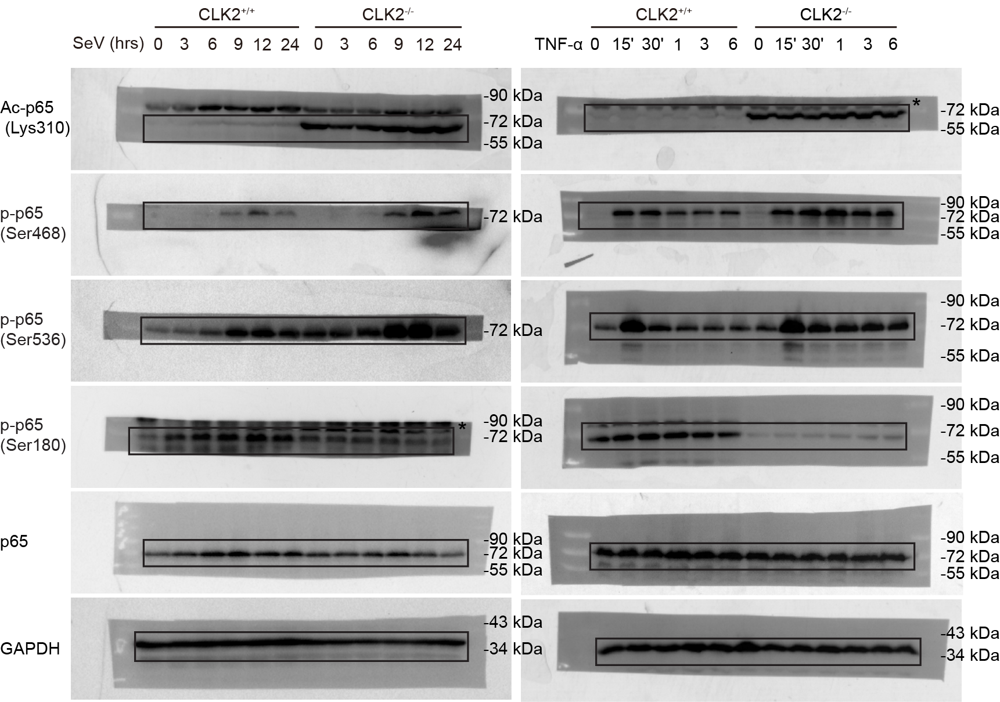 CLK2+/+ CLK2-/- CLK2+/+ CLK2-/-
SeV (hrs) 0 3 6 9 12 24 0 3 6 9 12 24 TNF-α 0 15' 30' 1 3 6 0 15' 30' 1 3 6
Ac-p65
(Lys310)
-90 kDa
-72 kDa
-55 kDa
*
-72 kDa
-55 kDa
p-p65
(Ser468)
-72 kDa
-90 kDa
-72 kDa
-55 kDa
p-p65
(Ser536)
-72 kDa
-90 kDa
-72 kDa
-55 kDa
p-p65
(Ser180)
-90 kDa
*
-72 kDa
-90 kDa
-72 kDa
-55 kDa
p65
-90 kDa
-72 kDa
-55 kDa
-90 kDa
-72 kDa
-55 kDa
GAPDH
-43 kDa
-34 kDa
-43 kDa
-34 kDa